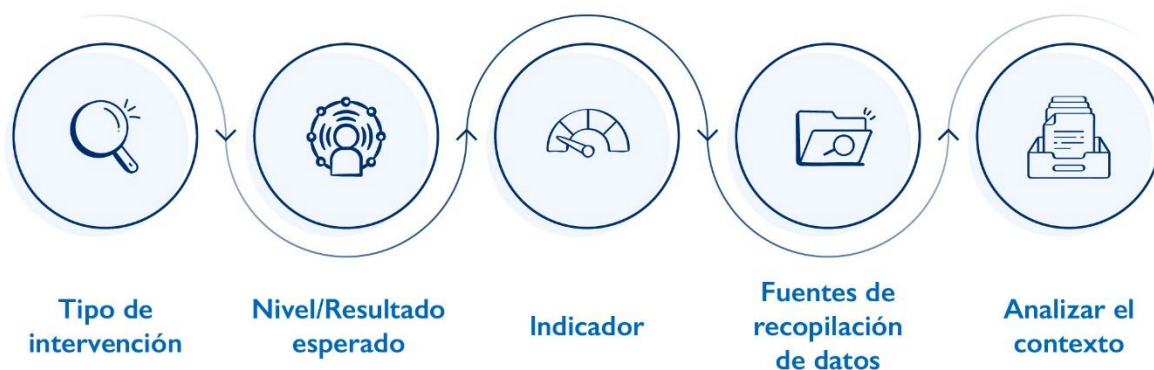 Tipo de
intervención
Nivel/Resultado
esperado
Indicador
Fuentes de
recopilación
de datos
Analizar el
contexto